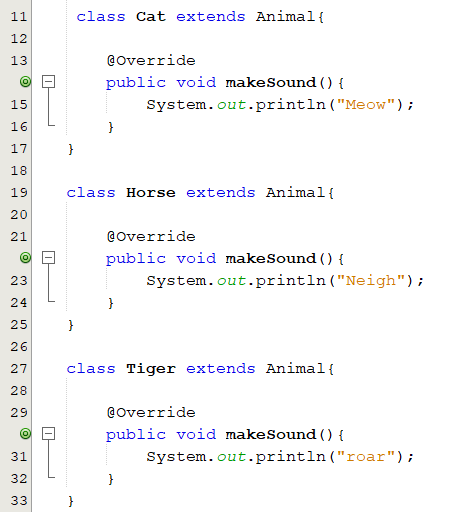 11 class Cat extends Animal{
12
13 @Override
public void makeSound(){
15 System.out.println("Meow");
16 }
17 }
18
19 class Horse extends Animal{
20
21 @Override
public void makeSound(){
23 System.out.println("Neigh");
24 }
25 }
26
27 class Tiger extends Animal{
28
29 @Override
public void makeSound(){
31 System.out.println("roar");
32 }
33 }